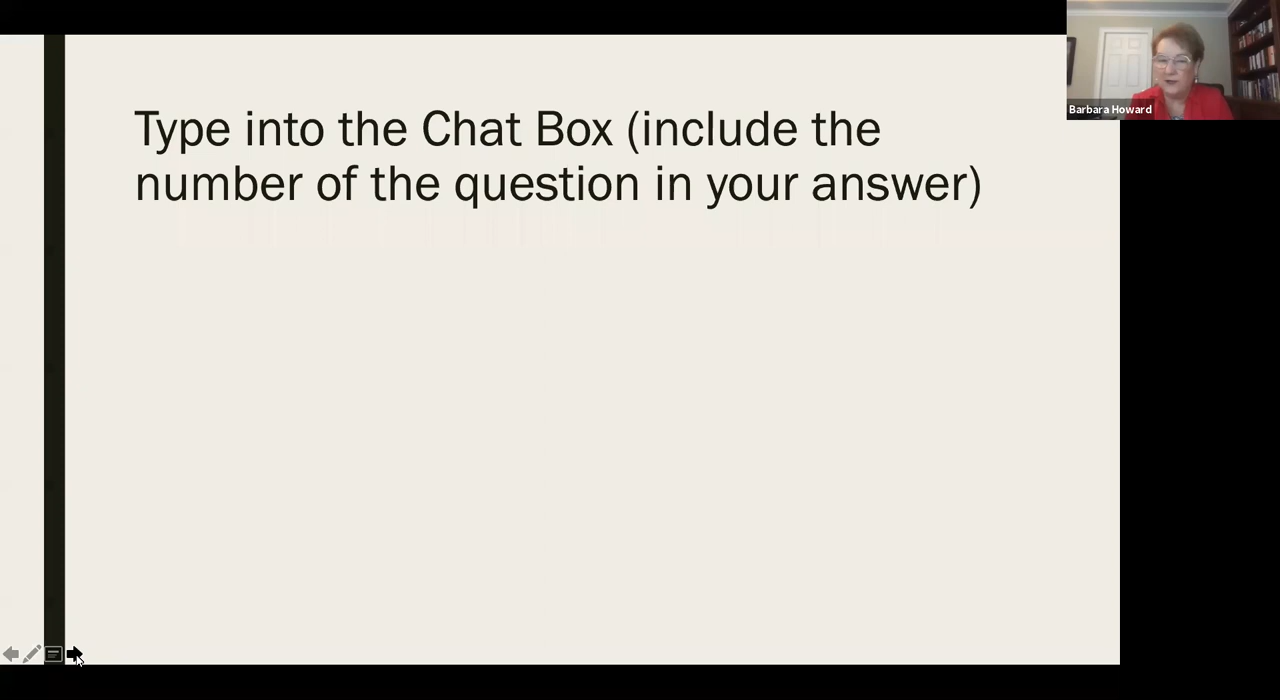 Type into the Chat Box (include the
number of the question in your answer)
Barbara Howard